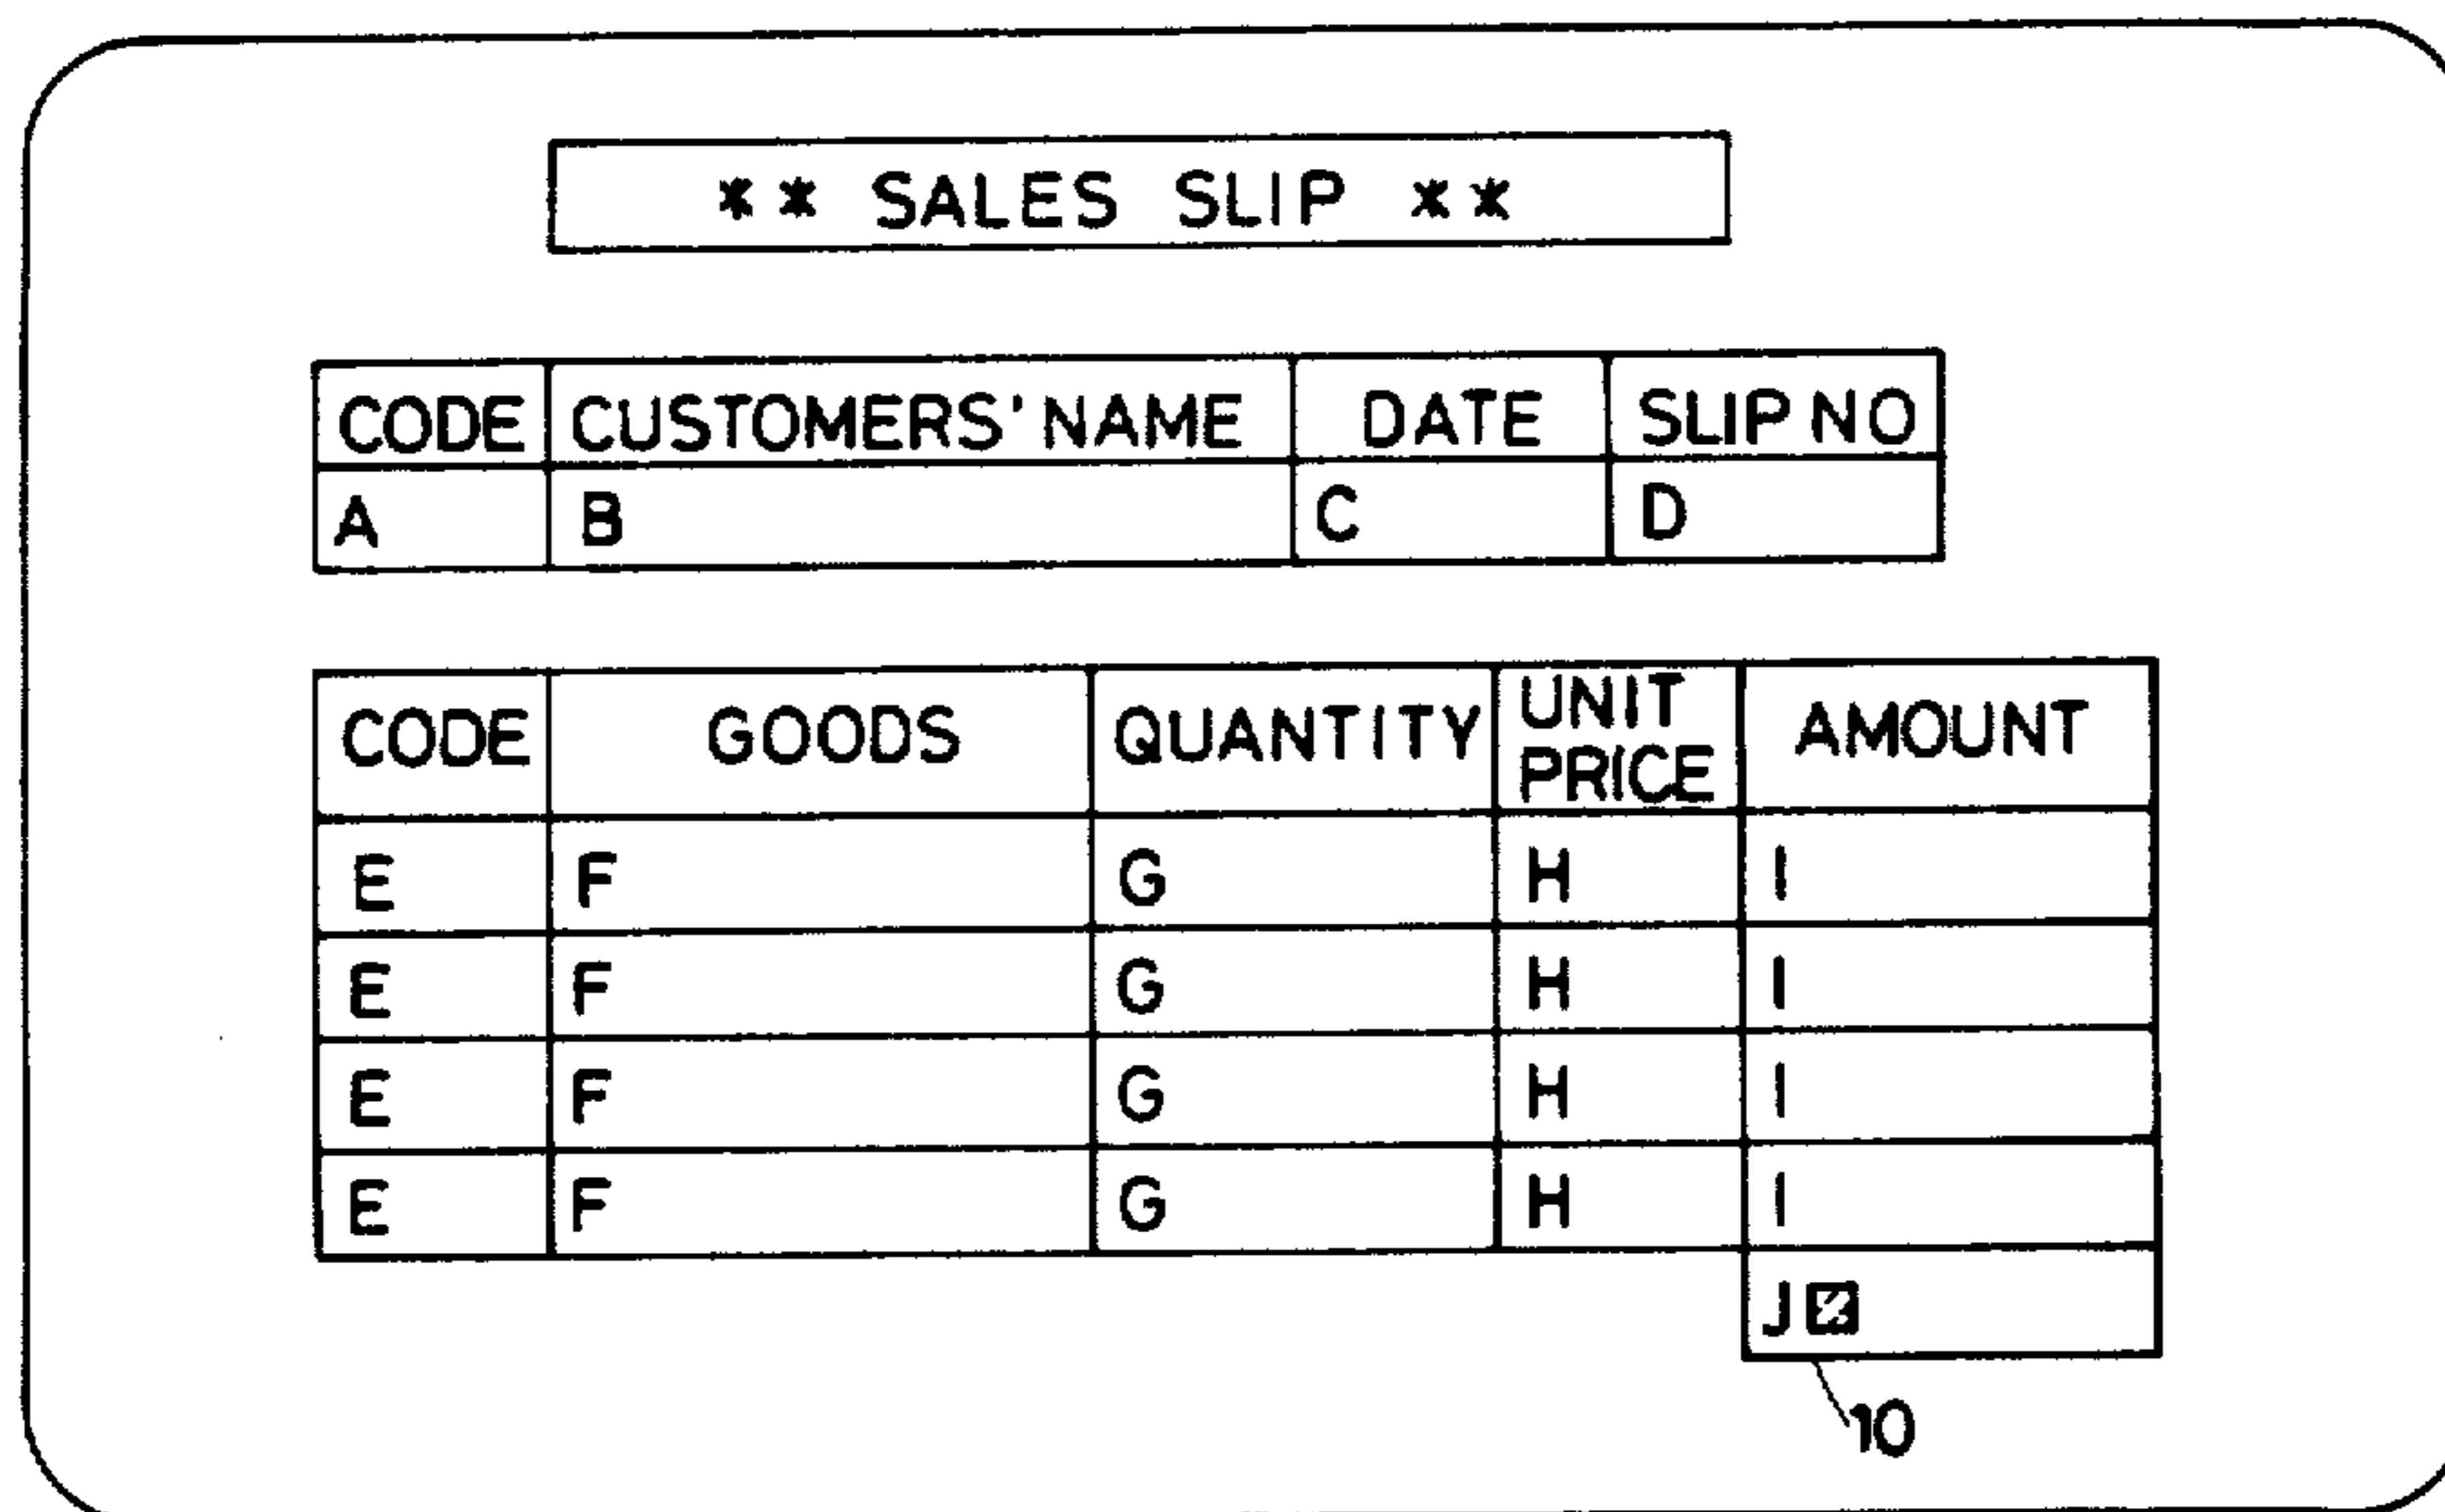 ** SALES SLIP **
CODE CUSTOMERS' NAME DATE SLIP NO
A B C D
CODE GOODS QUANTITY UNIT PRICE AMOUNT
E F G H I
E F G H I
E F G H I
E F G H I
J
10